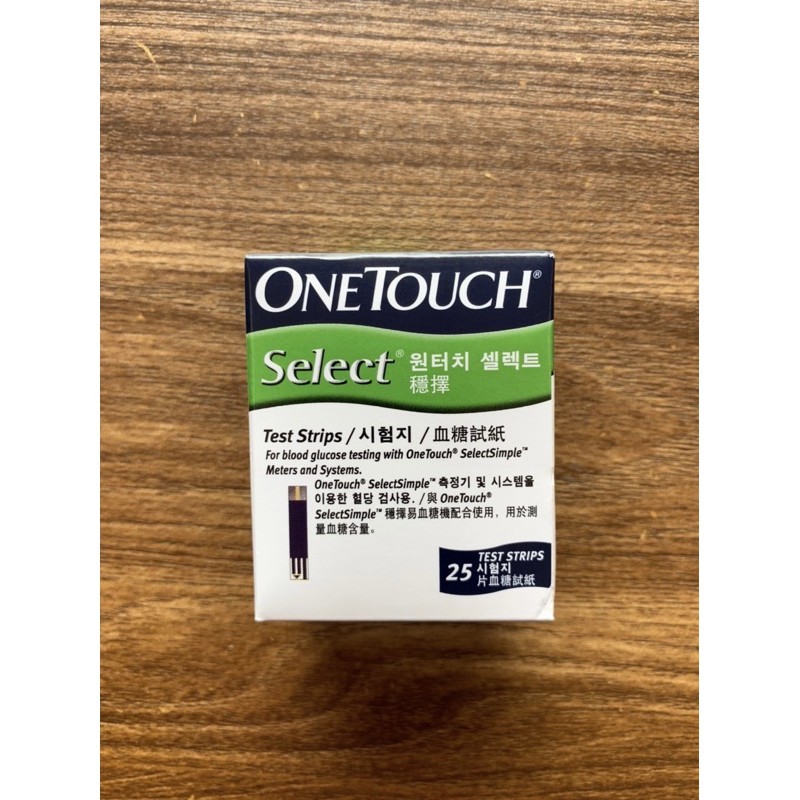 ONETOUCH®
Select® 원터치 셀렉트
穩擇
Test Strips / 시험지 / 血糖試紙
For blood glucose testing with OneTouch® SelectSimple™
Meters and Systems.
OneTouch® SelectSimple™ 측정기 및 시스템을
이용한 혈당 검사용. / 與 OneTouch®
SelectSimple™ 穩擇易血糖機配合使用，用於測
量血糖含量。
25 TEST STRIPS
시험지
片血糖試紙